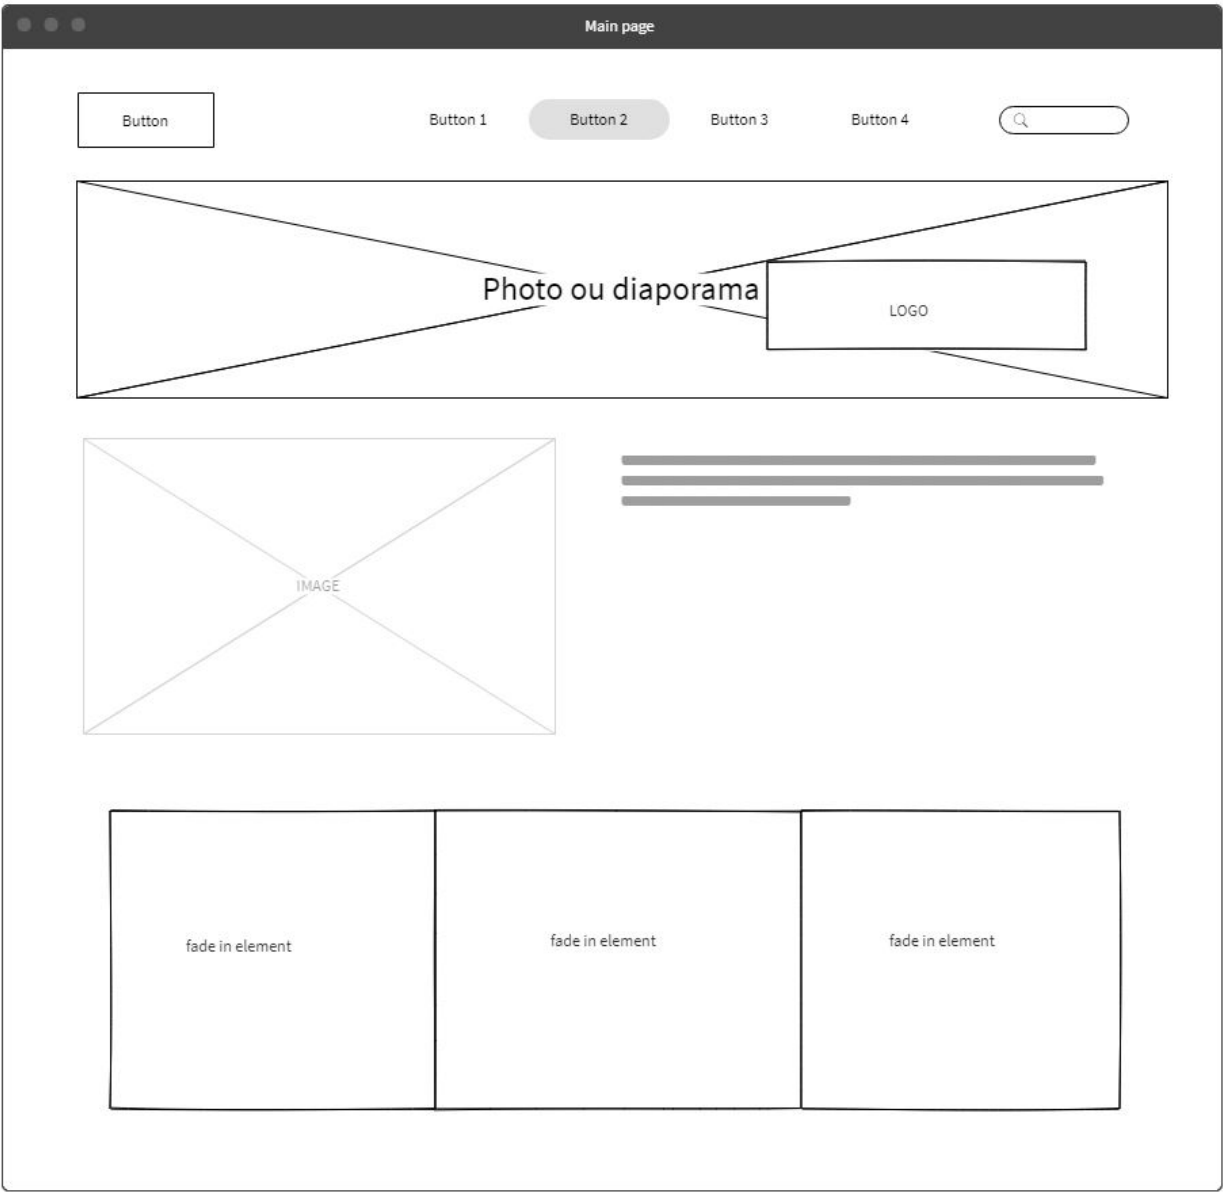 Main page
Button
Button 1
Button 2
Button 3
Button 4
Photo ou diaporama
LOGO
IMAGE
fade in element
fade in element
fade in element